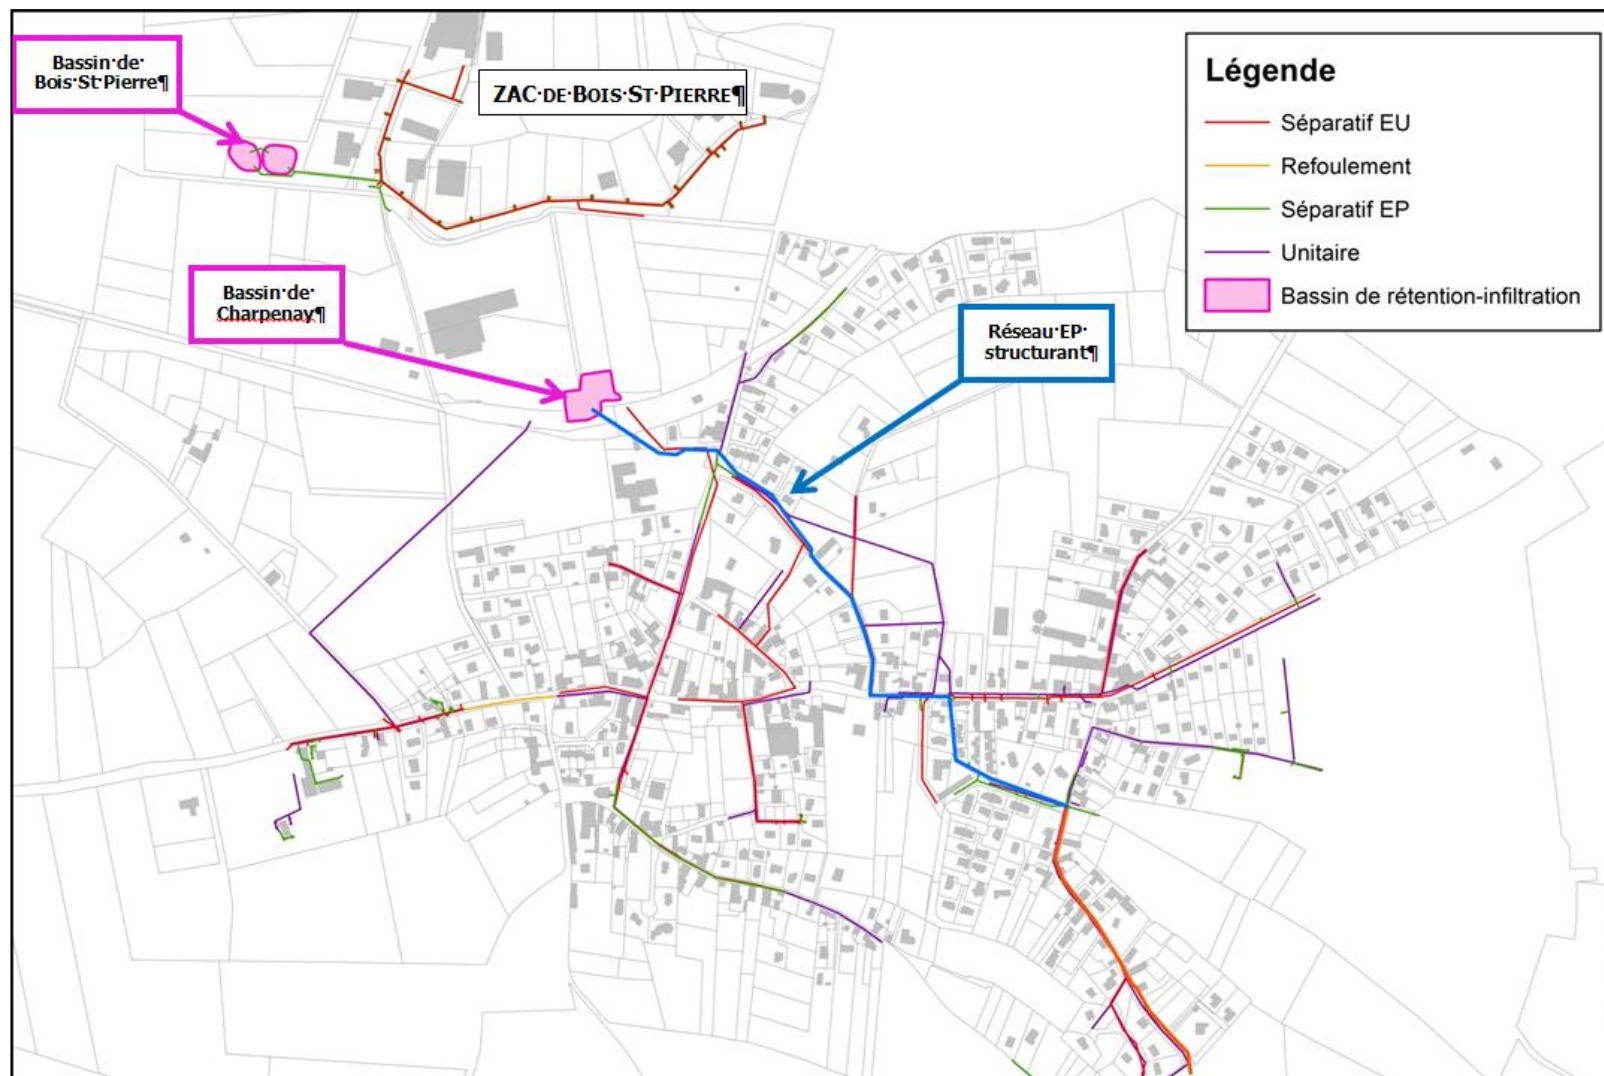 Bassin·de·
Bois·St·Pierre¶
ZAC·DE·BOIS·ST·PIERRE¶
Légende
Séparatif EU
Refoulement
Séparatif EP
Unitaire
Bassin de rétention-infiltration
Bassin·de·
Charpenay¶
Réseau·EP·
structurant¶